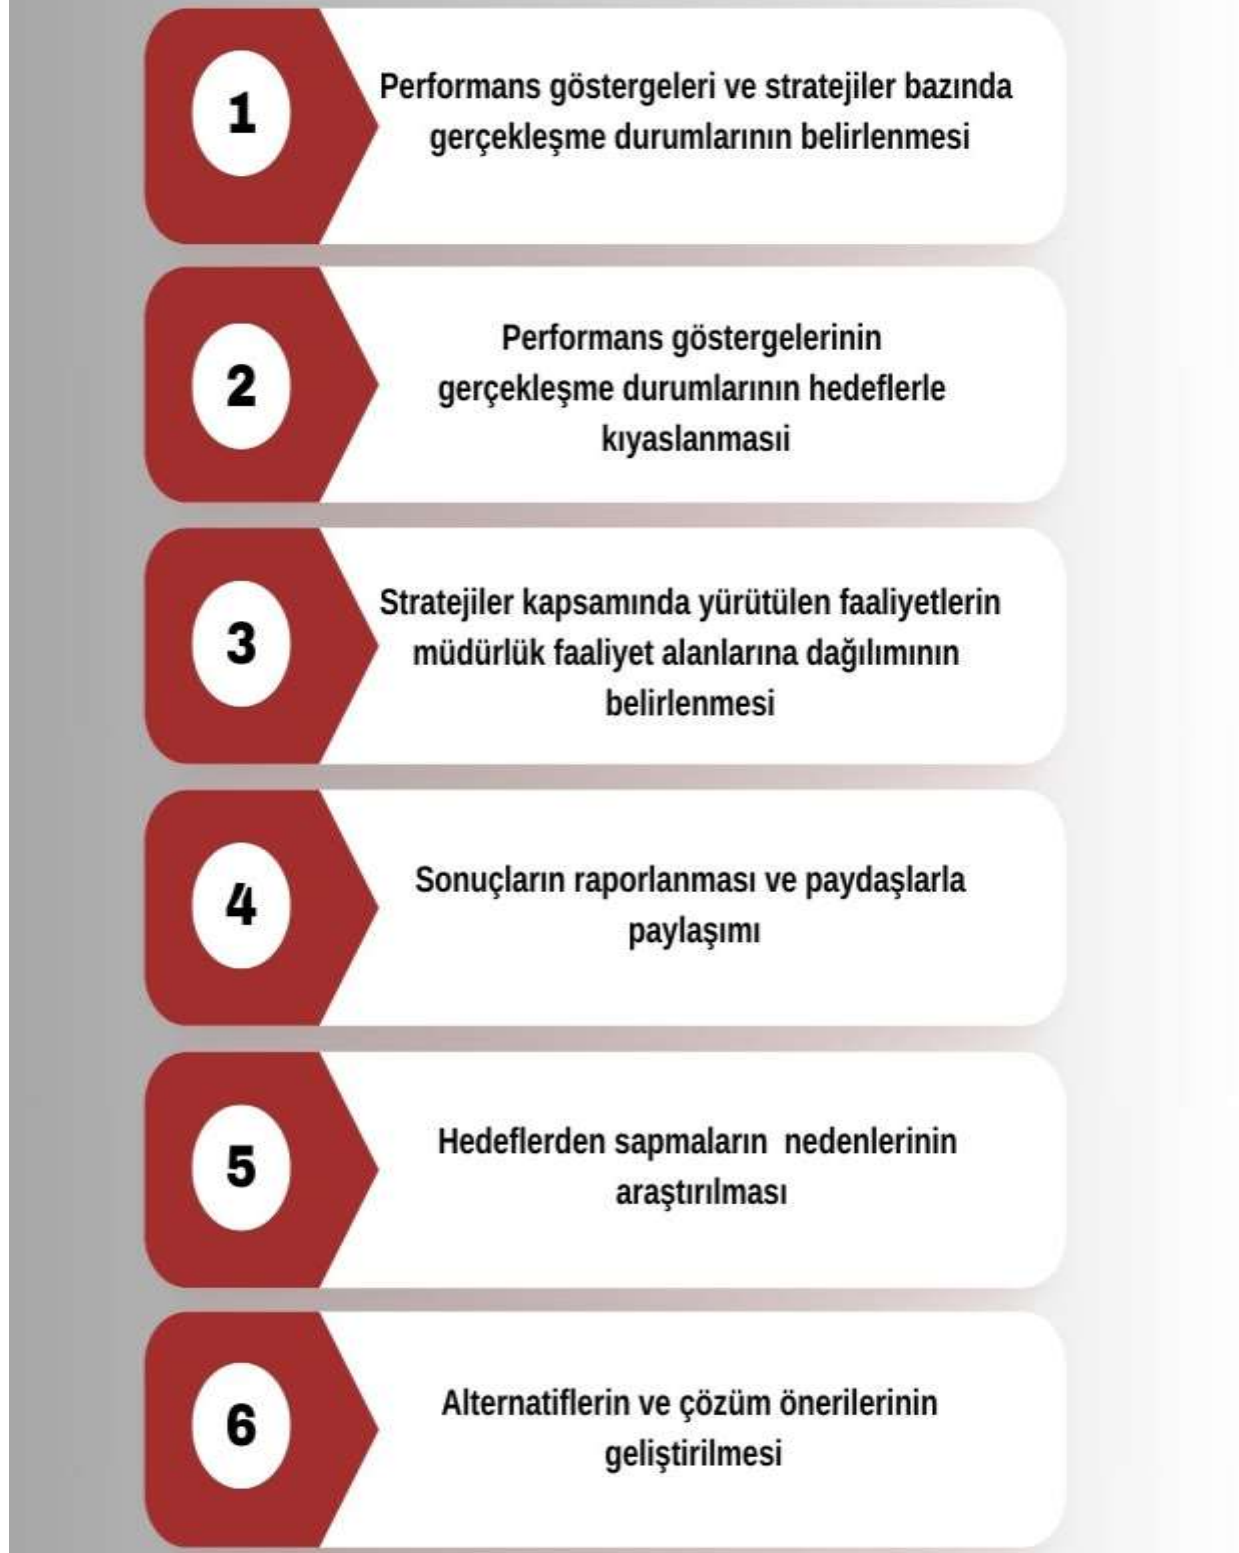 1
Performans göstergeleri ve stratejiler bazında
gerçekleşme durumlarının belirlenmesi
2
Performans göstergelerinin
gerçekleşme durumlarının hedeflerle
kıyaslanmasıi
3
Stratejiler kapsamında yürütülen faaliyetlerin
müdürlük faaliyet alanlarına dağılımının
belirlenmesi
4
Sonuçların raporlanması ve paydaşlarla
paylaşımı
5
Hedeflerden sapmaların  nedenlerinin
araştırılması
6
Alternatiflerin ve çözüm önerilerinin
geliştirilmesi